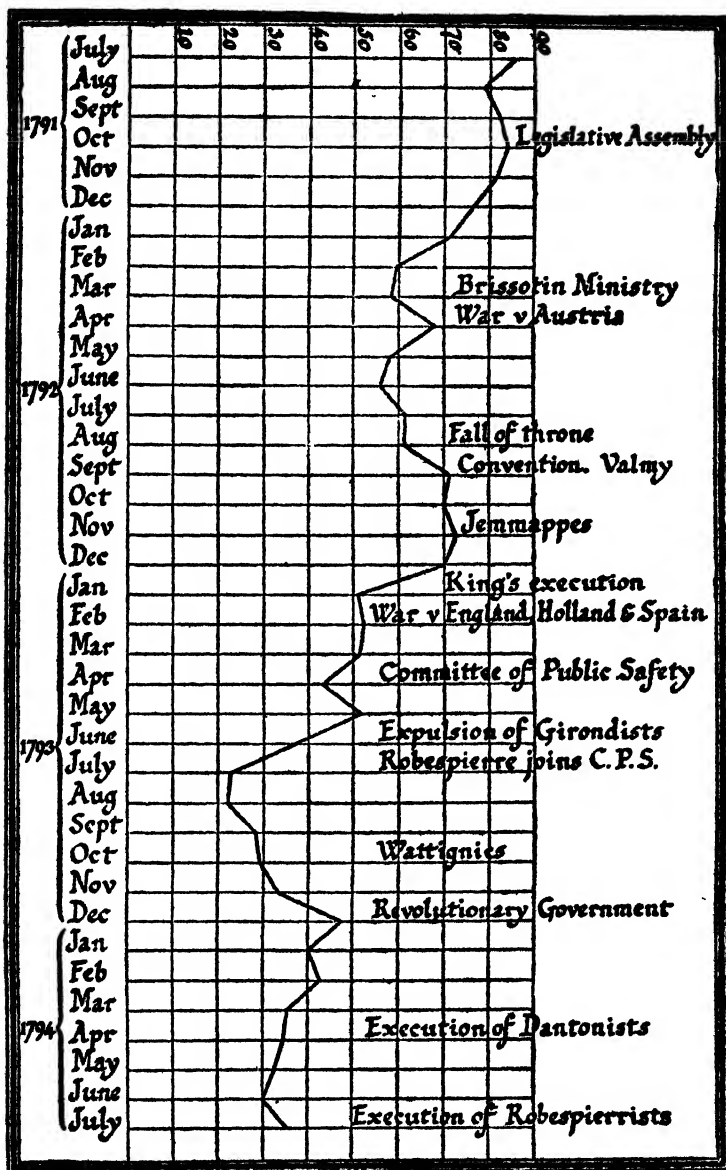 10 20 30 40 50 60 70 80 90
1791
July
Aug
Sept
Oct Legislative Assembly
Nov
Dec
1792
Jan
Feb
Mar Brissotin Ministry
Apr War v Austria
May
June
July
Aug Fall of throne
Sept Convention. Valmy
Oct
Nov Jemmappes
Dec
1793
Jan King's execution
Feb War v England, Holland & Spain
Mar
Apr Committee of Public Safety
May
June Expulsion of Girondists
July Robespierre joins C.P.S.
Aug
Sept
Oct Wattignies
Nov
Dec Revolutionary Government
1794
Jan
Feb
Mar
Apr Execution of Dantonists
May
June
July Execution of Robespierrists